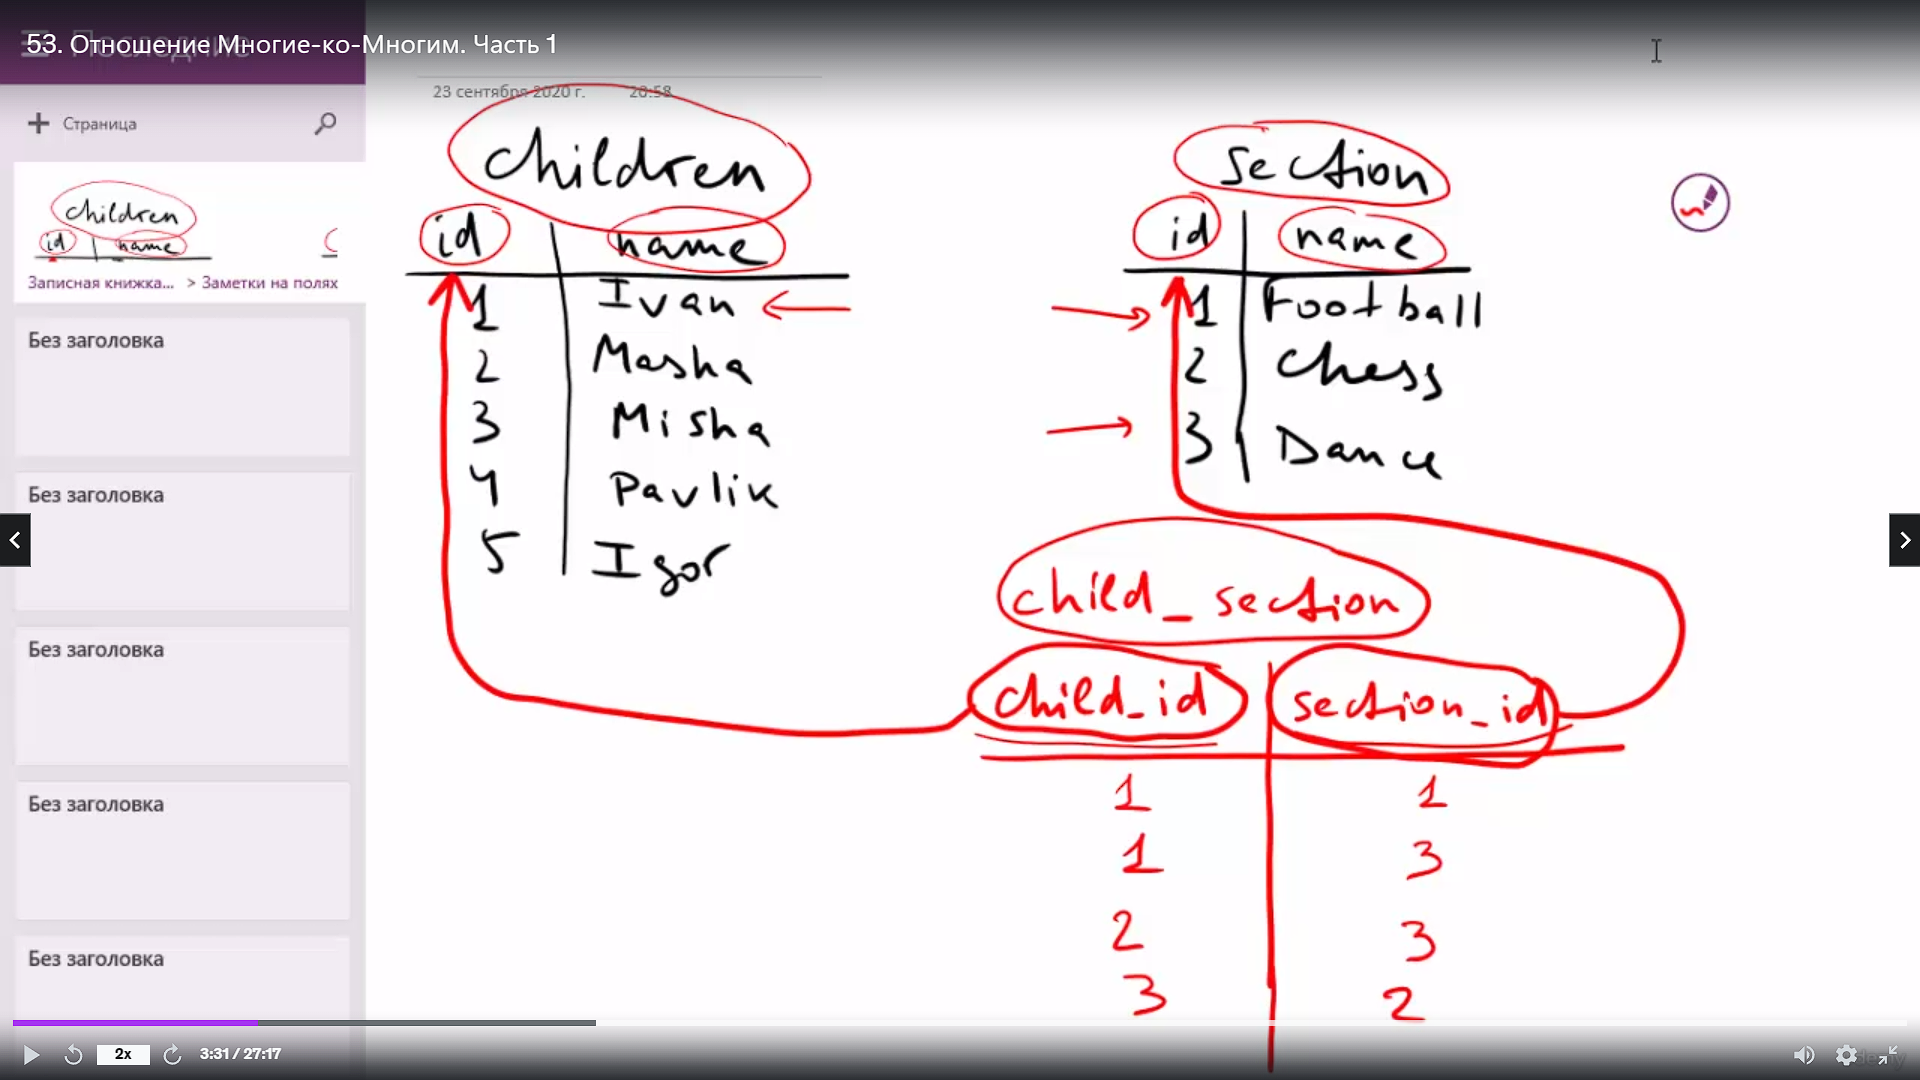 53. Отношение Многие-ко-Многим. Часть 1
23 сентября 2020 г. 20:58
Страница
children
id name
Записная книжка... > Заметки на полях
Без заголовка
Без заголовка
Без заголовка
Без заголовка
Без заголовка
children
id name
1 Ivan
2 Masha
3 Misha
4 Pavlik
5 Igor
section
id name
1 Football
2 Chess
3 Dance
child_section
child_id section_id
1 1
1 3
2 3
3 2
2x
3:31 / 27:17